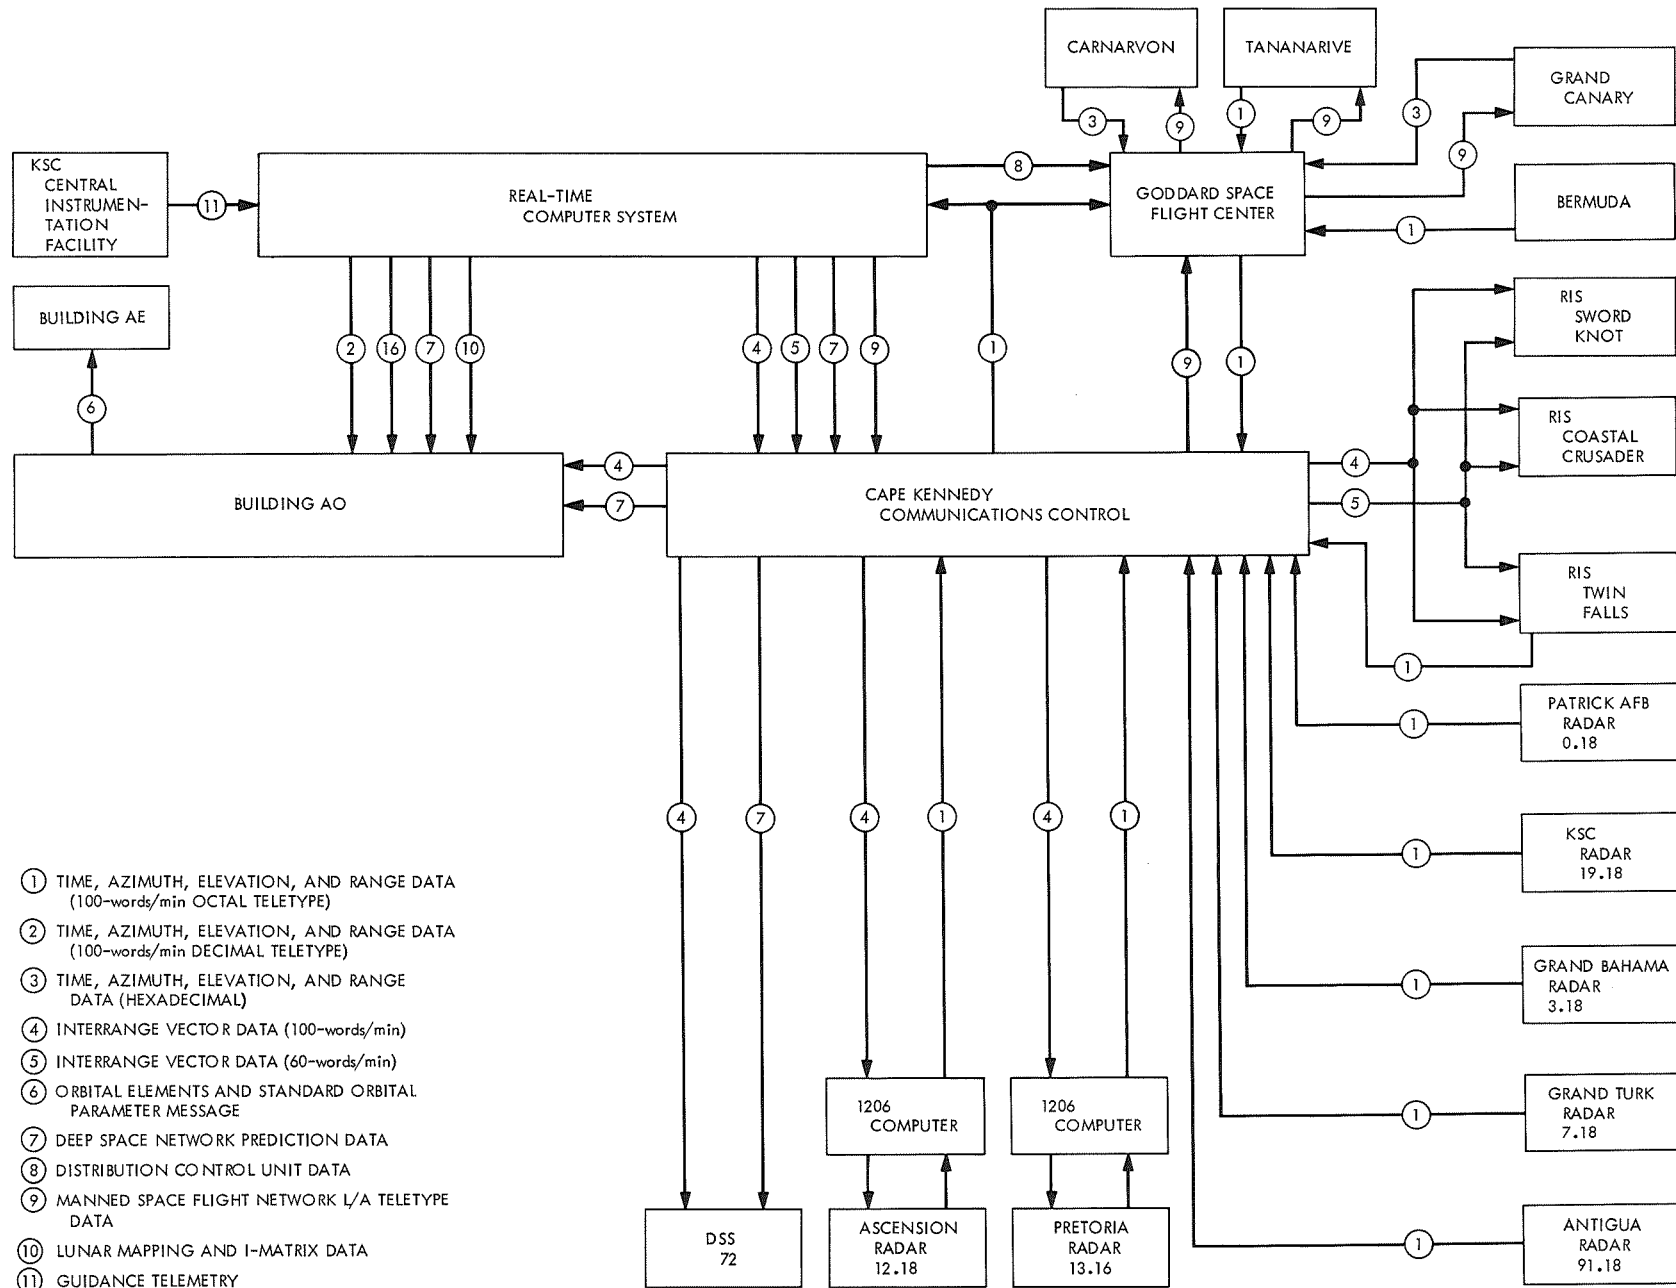 CARNARVON
TANANARIVE
GRAND
CANARY
3
9
1
9
3
9
KSC
CENTRAL
INSTRUMEN-
TATION
FACILITY
11
REAL-TIME
COMPUTER SYSTEM
8
GODDARD SPACE
FLIGHT CENTER
BERMUDA
1
BUILDING AE
RIS
SWORD
KNOT
2
16
7
10
4
5
7
9
1
9
1
6
RIS
COASTAL
CRUSADER
BUILDING AO
4
7
CAPE KENNEDY
COMMUNICATIONS CONTROL
4
5
RIS
TWIN
FALLS
1
PATRICK AFB
RADAR
0.18
1
4
7
4
1
4
1
KSC
RADAR
19.18
1
GRAND BAHAMA
RADAR
3.18
1
1206
COMPUTER
1206
COMPUTER
GRAND TURK
RADAR
7.18
1
DSS
72
ASCENSION
RADAR
12.18
PRETORIA
RADAR
13.16
ANTIGUA
RADAR
91.18
1
1 TIME, AZIMUTH, ELEVATION, AND RANGE DATA
(100-words/min OCTAL TELETYPE)
2 TIME, AZIMUTH, ELEVATION, AND RANGE DATA
(100-words/min DECIMAL TELETYPE)
3 TIME, AZIMUTH, ELEVATION, AND RANGE
DATA (HEXADECIMAL)
4 INTERRANGE VECTOR DATA (100-words/min)
5 INTERRANGE VECTOR DATA (60-words/min)
6 ORBITAL ELEMENTS AND STANDARD ORBITAL
PARAMETER MESSAGE
7 DEEP SPACE NETWORK PREDICTION DATA
8 DISTRIBUTION CONTROL UNIT DATA
9 MANNED SPACE FLIGHT NETWORK L/A TELETYPE
DATA
10 LUNAR MAPPING AND I-MATRIX DATA
11 GUIDANCE TELEMETRY